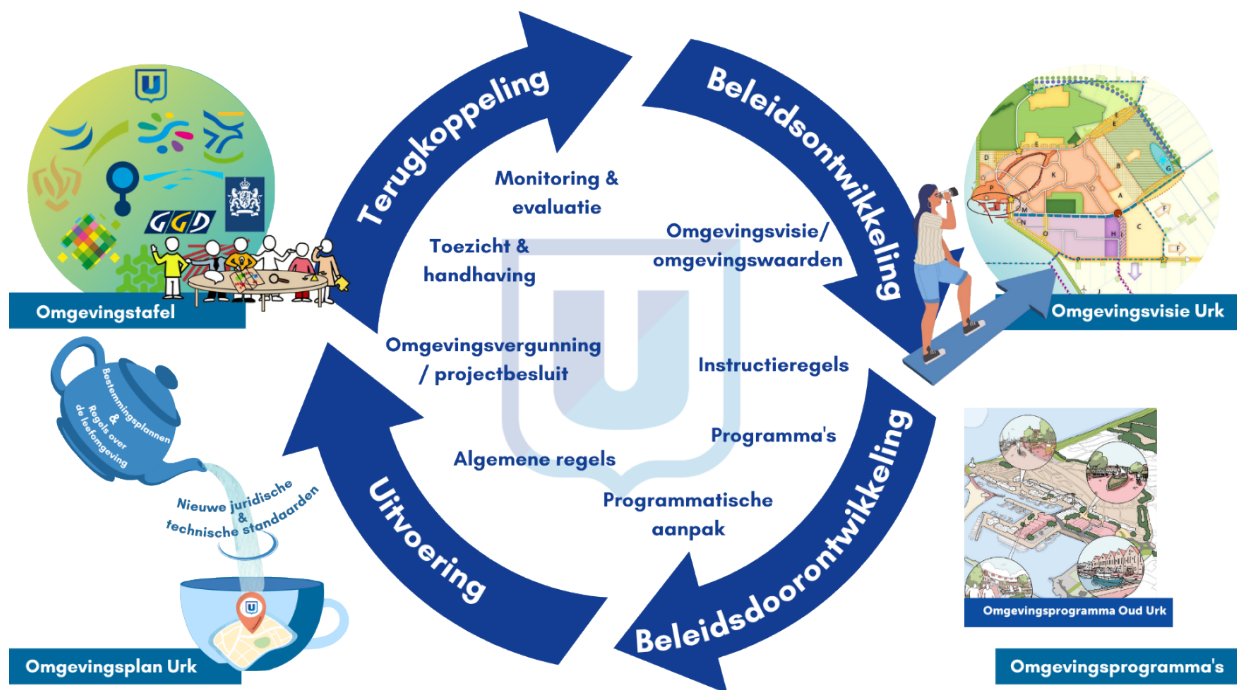 Terugkoppeling
Beleidsontwikkeling
Beleidsdoorontwikkeling
Uitvoering
Monitoring &
evaluatie
Toezicht &
handhaving
Omgevingsvergunning
/ projectbesluit
Algemene regels
Omgevingsvisie/
omgevingswaarden
Instructieregels
Programma's
Programmatische
aanpak
U
U
GGD
Omgevingstafel
D
E
E
E
B
G
K
A
P
M
N
O
H
I
C
F
F
J
Omgevingsvisie Urk
Bestemmingsplannen
&
Regels over
de leefomgeving
Nieuwe juridische
&
technische standaarden
U
Omgevingsplan Urk
Omgevingsprogramma Oud Urk
Omgevingsprogramma's